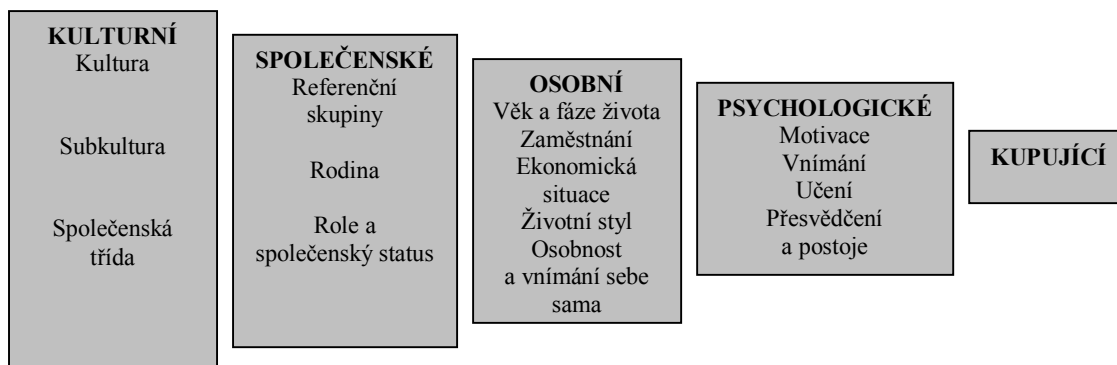 KULTURNÍ
Kultura
Subkultura
Společenská
třída
SPOLEČENSKÉ
Referenční
skupiny
Rodina
Role a
společenský status
OSOBNÍ
Věk a fáze života
Zaměstnání
Ekonomická
situace
Životní styl
Osobnost
a vnímání sebe
sama
PSYCHOLOGICKÉ
Motivace
Vnímání
Učení
Přesvědčení
a postoje
KUPUJÍCÍ